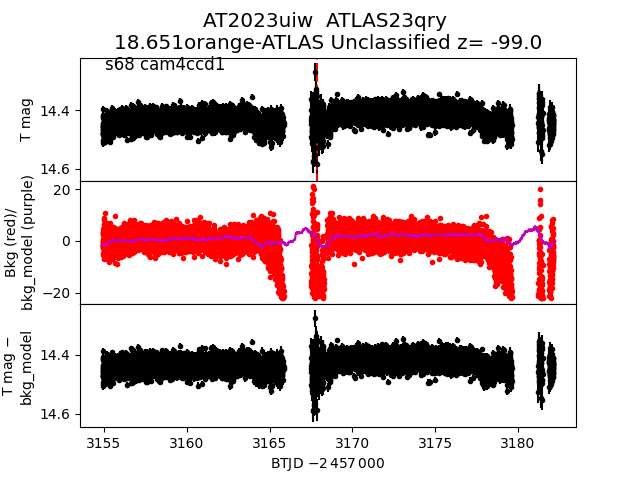 AT2023uiw  ATLAS23qry
18.651orange-ATLAS Unclassified z= -99.0
s68 cam4ccd1
T mag
14.4
14.6
Bkg (red)/
bkg_model (purple)
20
0
−20
T mag −
bkg_model
14.4
14.6
3155 3160 3165 3170 3175 3180
BTJD −2 457 000